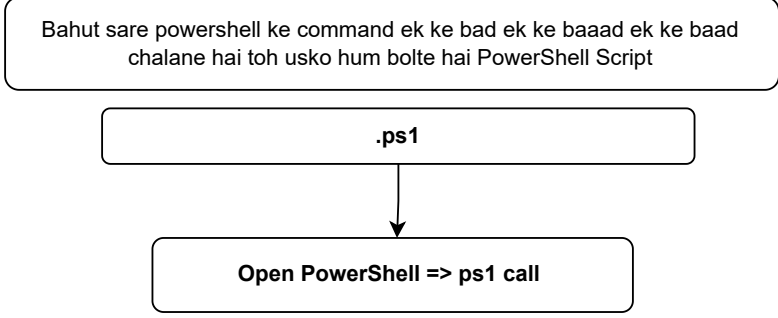 Bahut sare powershell ke command ek ke bad ek ke baaad ek ke baad
chalane hai toh usko hum bolte hai PowerShell Script
.ps1
Open PowerShell => ps1 call